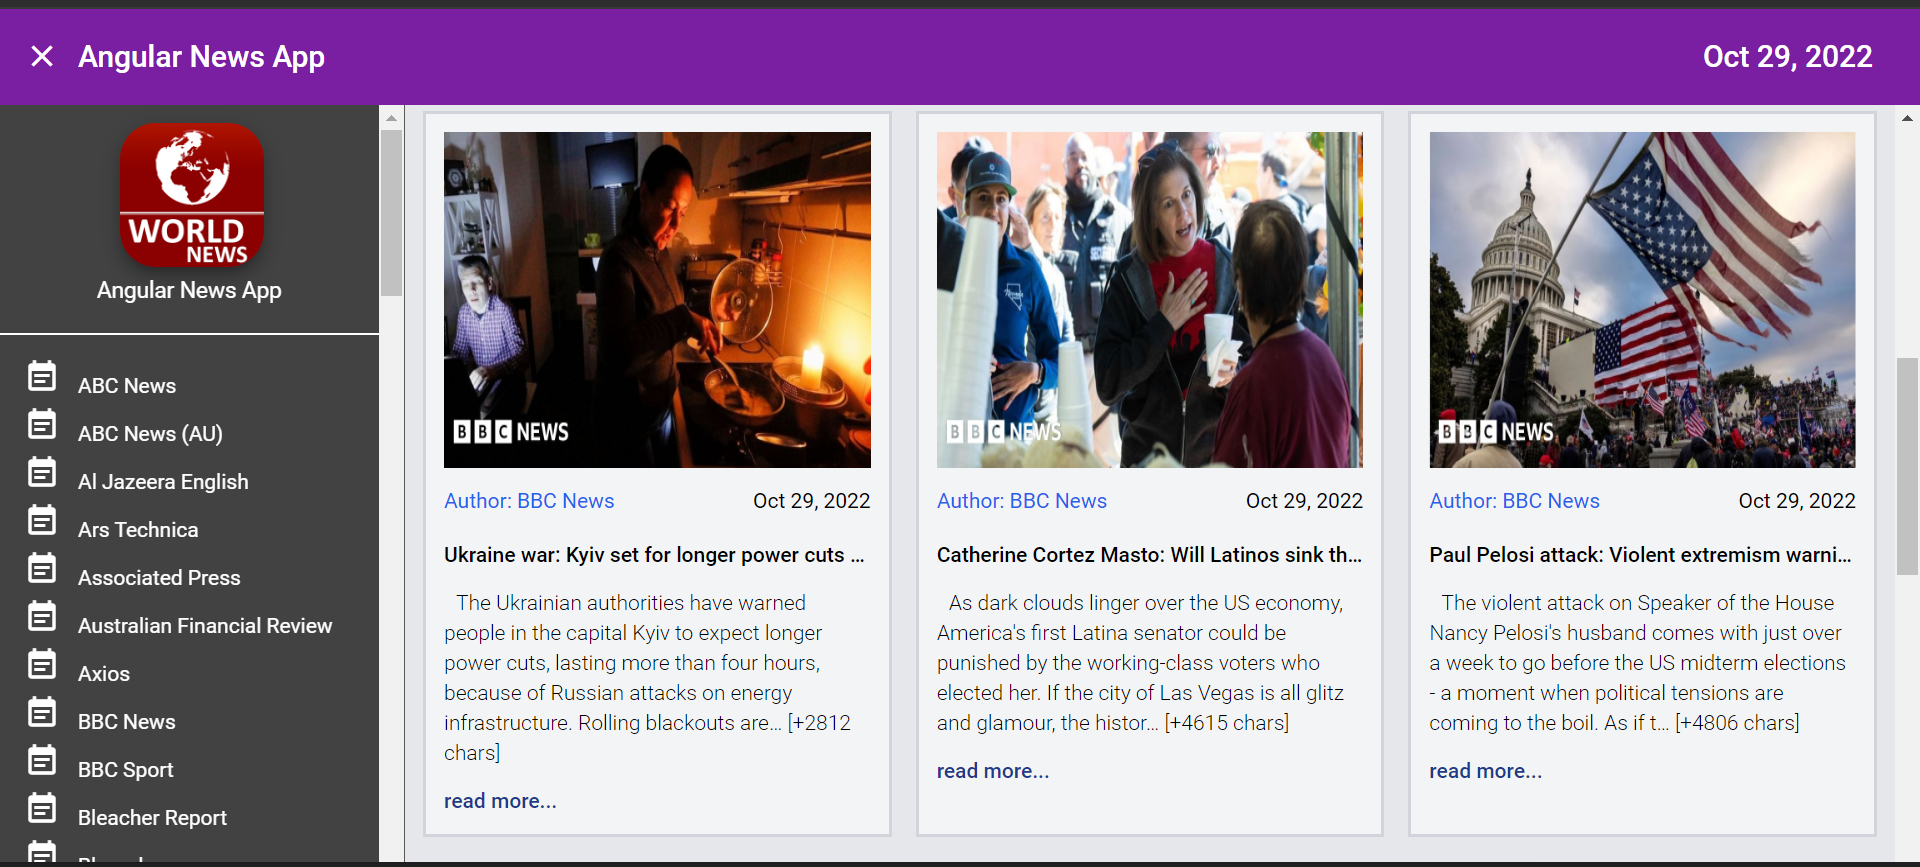 Angular News App
Oct 29, 2022
WORLD
NEWS
Angular News App
ABC News
ABC News (AU)
Al Jazeera English
Ars Technica
Associated Press
Australian Financial Review
Axios
BBC News
BBC Sport
Bleacher Report
BBC NEWS
Author: BBC News
Oct 29, 2022
Ukraine war: Kyiv set for longer power cuts ...
The Ukrainian authorities have warned
people in the capital Kyiv to expect longer
power cuts, lasting more than four hours,
because of Russian attacks on energy
infrastructure. Rolling blackouts are... [+2812
chars]
read more...
BBC NEWS
Author: BBC News
Oct 29, 2022
Catherine Cortez Masto: Will Latinos sink th...
As dark clouds linger over the US economy,
America's first Latina senator could be
punished by the working-class voters who
elected her. If the city of Las Vegas is all glitz
and glamour, the histor... [+4615 chars]
read more...
BBC NEWS
Author: BBC News
Oct 29, 2022
Paul Pelosi attack: Violent extremism warni...
The violent attack on Speaker of the House
Nancy Pelosi's husband comes with just over
a week to go before the US midterm elections
- a moment when political tensions are
coming to the boil. As if t... [+4806 chars]
read more...